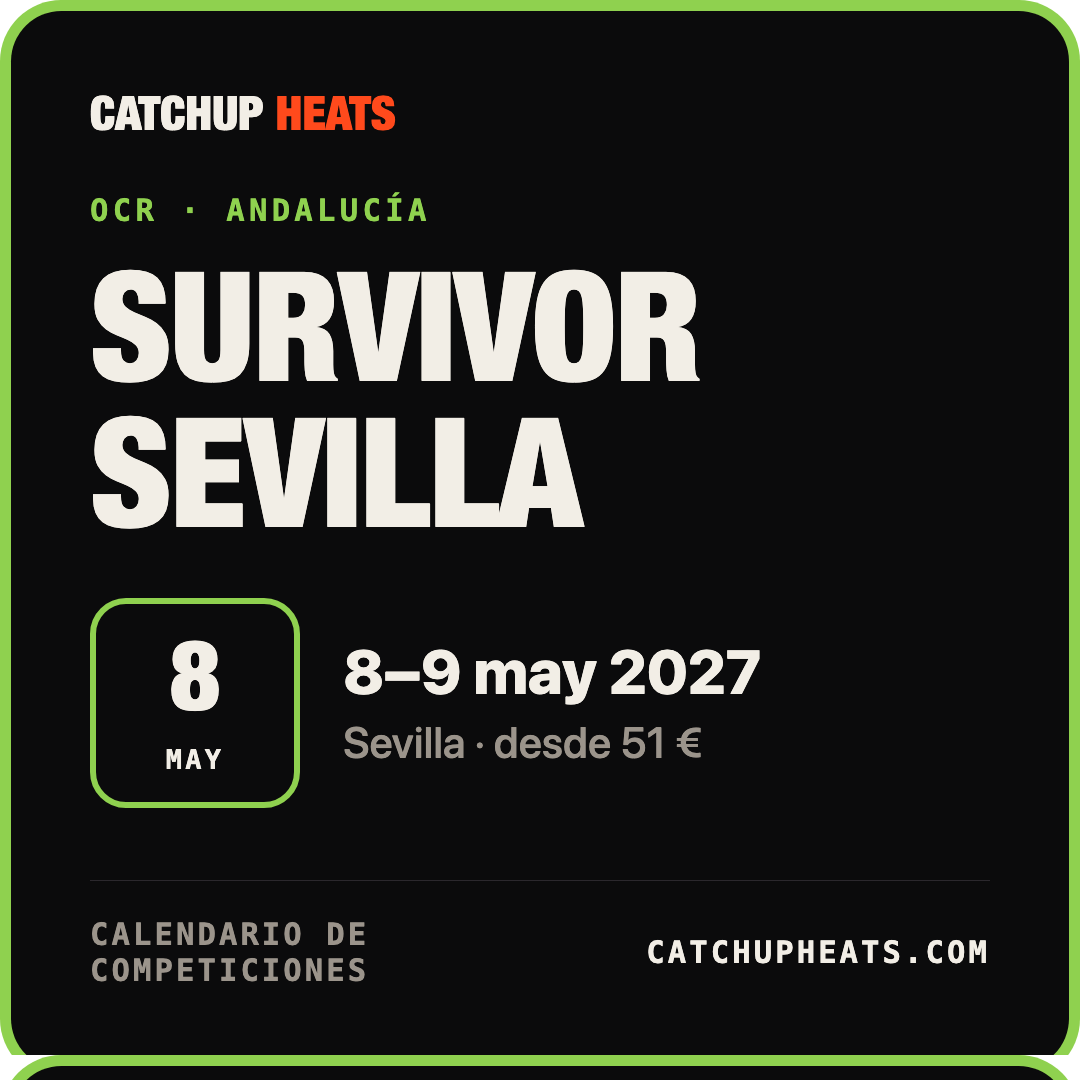 CATCHUP HEATS
OCR · ANDALUCÍA
SURVIVOR
SEVILLA
8
MAY
8–9 may 2027
Sevilla · desde 51 €
CALENDARIO DE
COMPETICIONES
CATCHUPHEATS.COM